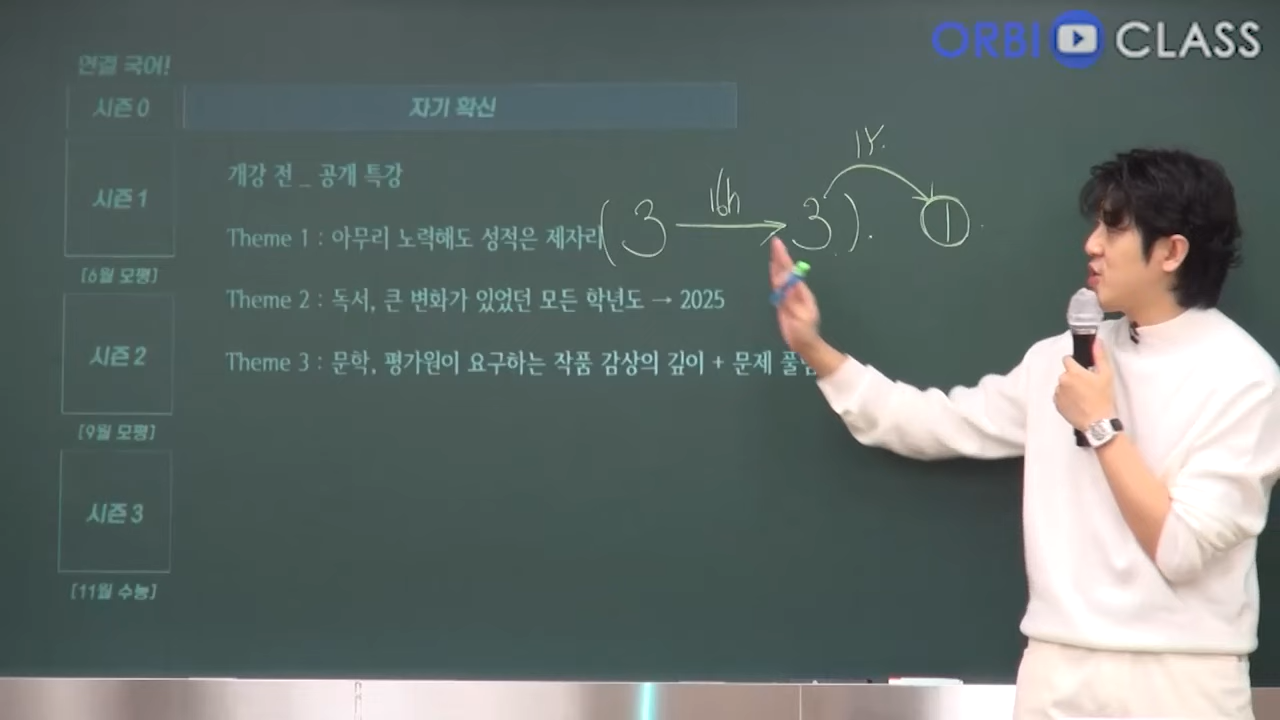 ORBI CLASS
연결 국어!
시즌 0
자기 확신
시즌 1
개강 전 _ 공개 특강
Theme 1 : 아무리 노력해도 성적은 제자리
(3 16h → 3). 1Y. ①.
[6월 모평]
Theme 2 : 독서, 큰 변화가 있었던 모든 학년도 → 2025
시즌 2
Theme 3 : 문학, 평가원이 요구하는 작품 감상의 깊이 + 문제
[9월 모평]
시즌 3
[11월 수능]